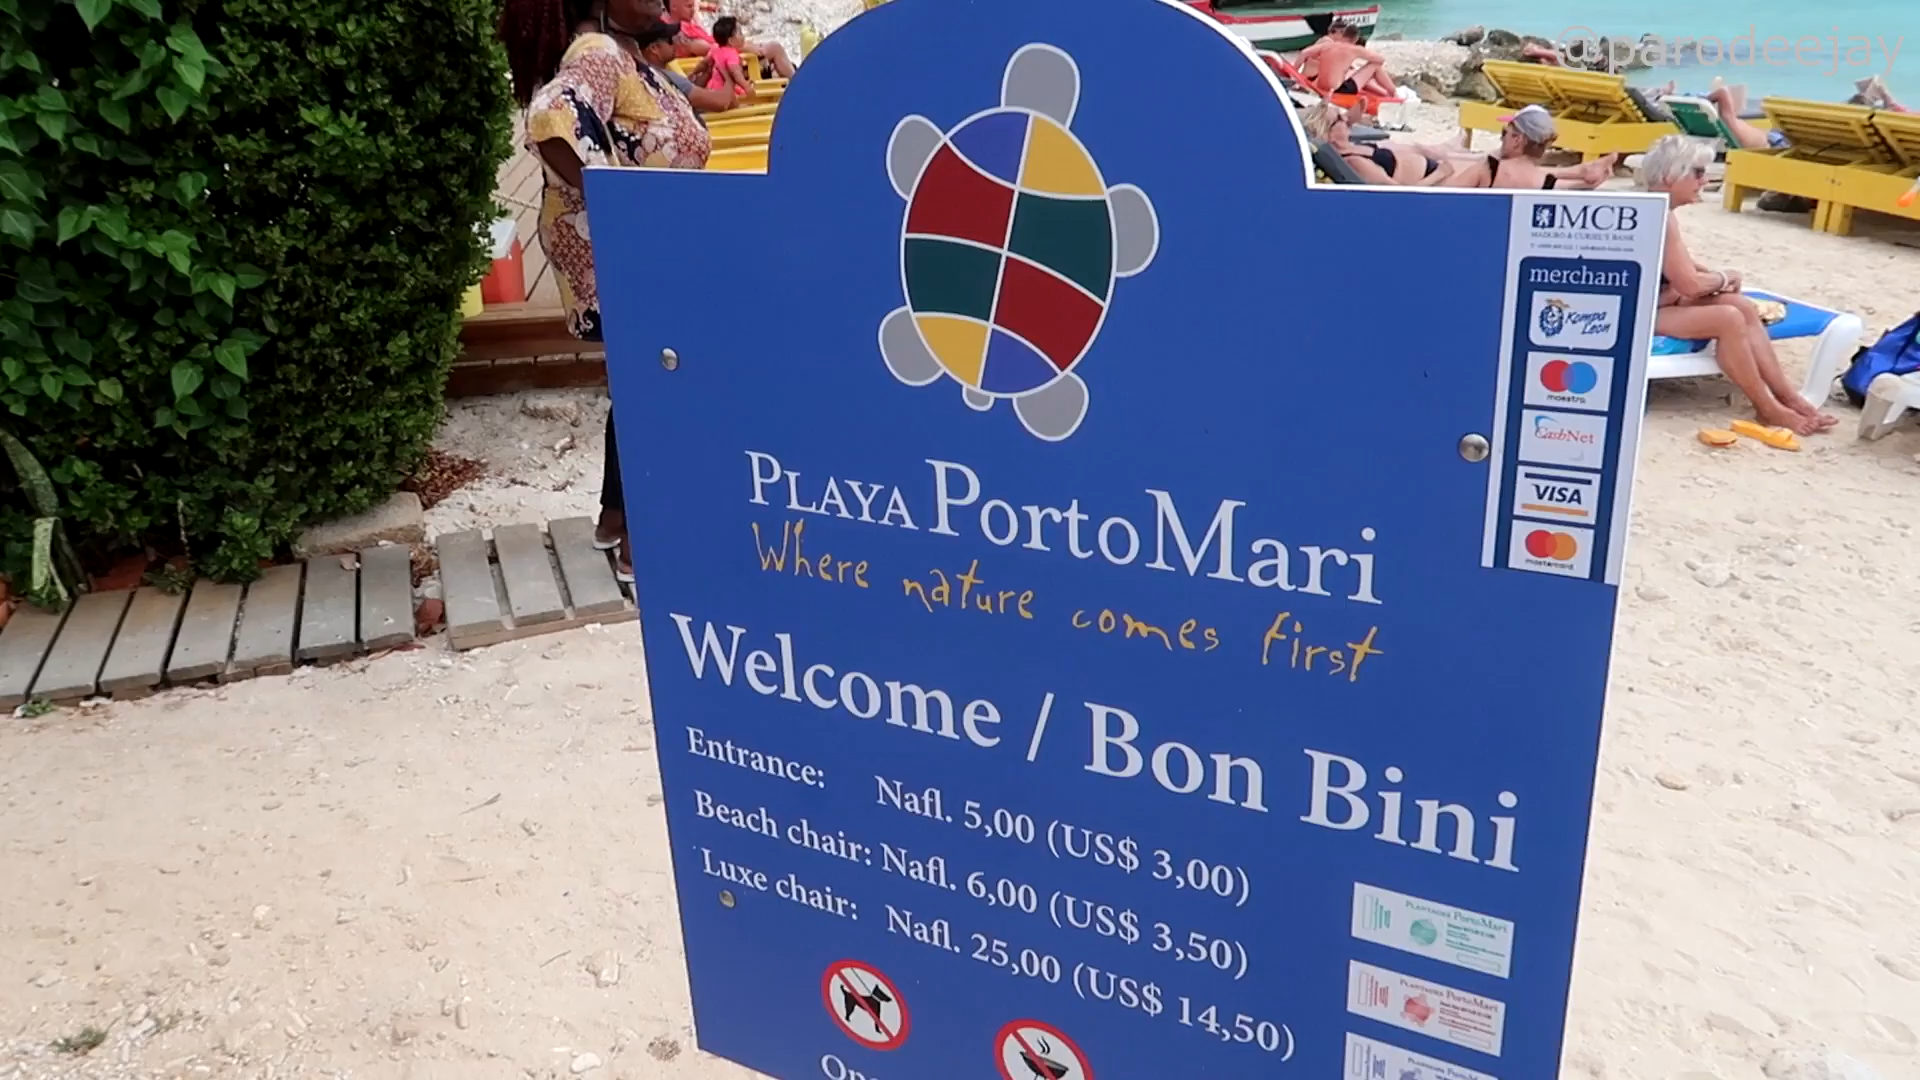 @parodeejay
MARI
MCB
MADURO & CURIEL'S BANK
merchant
Kompa
Leon
maestro
CashNet
VISA
mastercard
PLAYA PortoMari
Where nature comes first
Welcome / Bon Bini
Entrance: Nafl. 5,00 (US$ 3,00)
Beach chair: Nafl. 6,00 (US$ 3,50)
Luxe chair: Nafl. 25,00 (US$ 14,50)
PLANTAGE PortoMari
PLANTAGE PortoMari